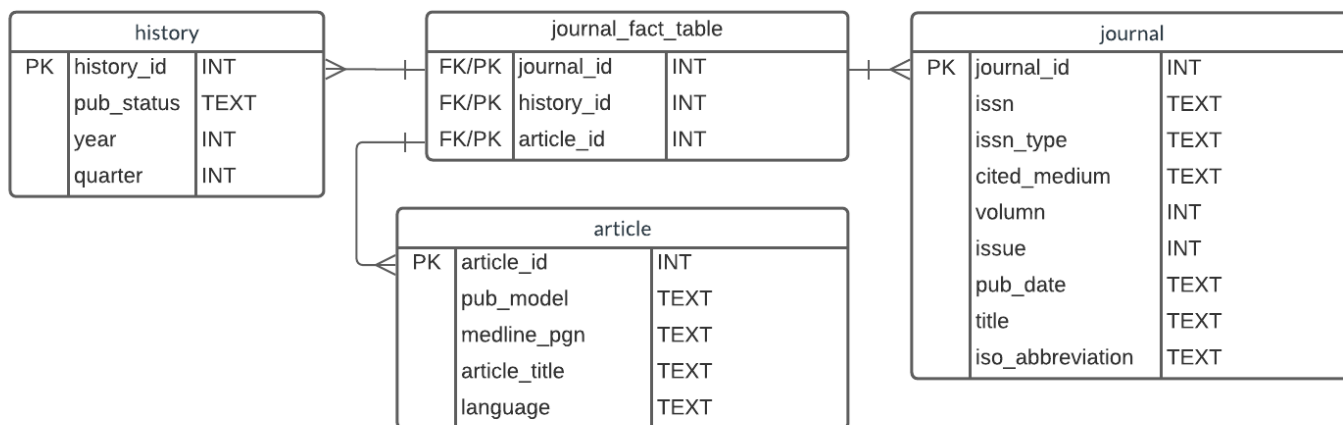 history
PK history_id INT
pub_status TEXT
year INT
quarter INT
journal_fact_table
FK/PK journal_id INT
FK/PK history_id INT
FK/PK article_id INT
journal
PK journal_id INT
issn TEXT
issn_type TEXT
cited_medium TEXT
volumn INT
issue INT
pub_date TEXT
title TEXT
iso_abbreviation TEXT
article
PK article_id INT
pub_model TEXT
medline_pgn TEXT
article_title TEXT
language TEXT